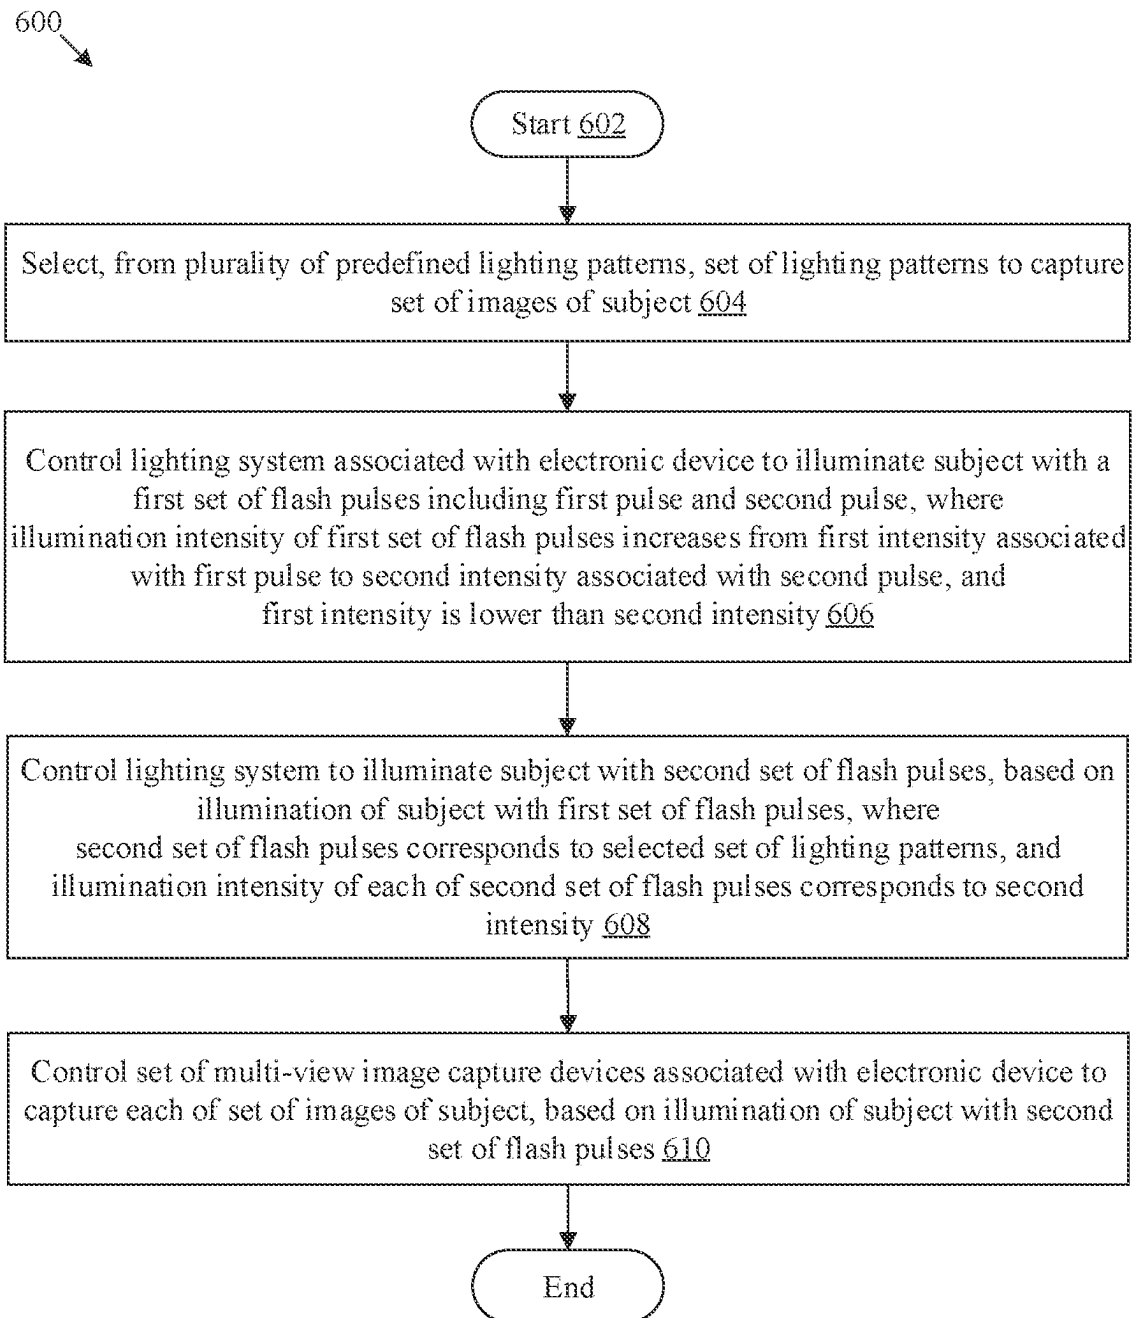 600
Start 602
Select, from plurality of predefined lighting patterns, set of lighting patterns to capture
set of images of subject 604
Control lighting system associated with electronic device to illuminate subject with a
first set of flash pulses including first pulse and second pulse, where
illumination intensity of first set of flash pulses increases from first intensity associated
with first pulse to second intensity associated with second pulse, and
first intensity is lower than second intensity 606
Control lighting system to illuminate subject with second set of flash pulses, based on
illumination of subject with first set of flash pulses, where
second set of flash pulses corresponds to selected set of lighting patterns, and
illumination intensity of each of second set of flash pulses corresponds to second
intensity 608
Control set of multi-view image capture devices associated with electronic device to
capture each of set of images of subject, based on illumination of subject with second
set of flash pulses 610
End